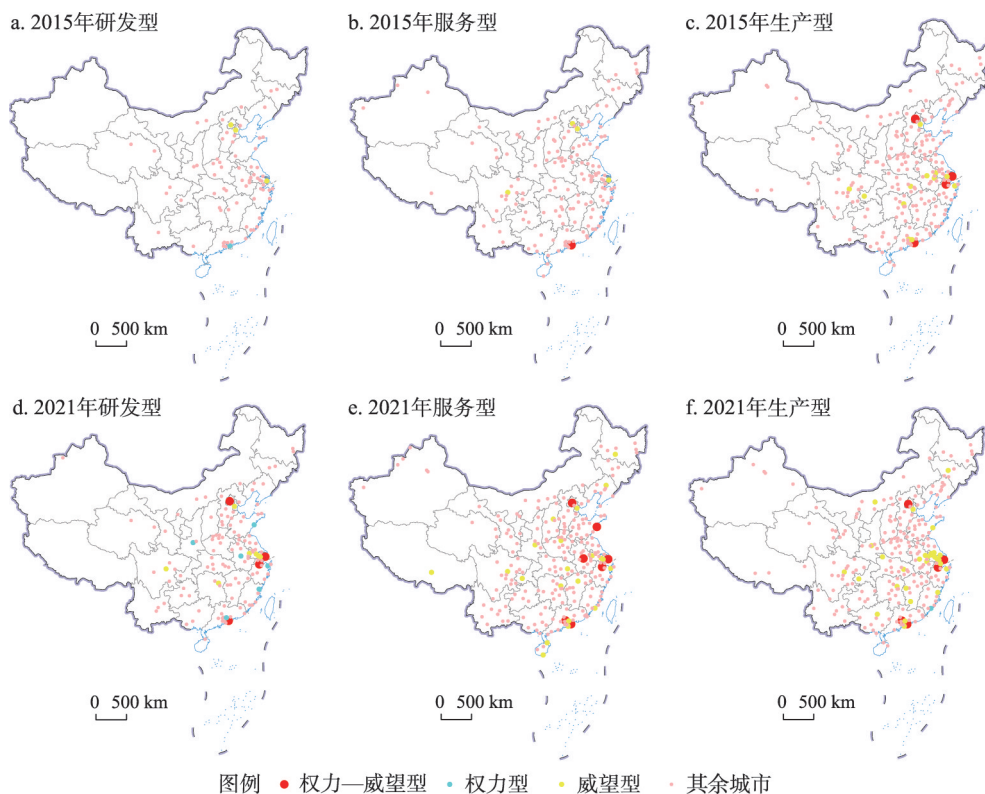 a. 2015年研发型
b. 2015年服务型
c. 2015年生产型
0 500 km
0 500 km
0 500 km
d. 2021年研发型
e. 2021年服务型
f. 2021年生产型
0 500 km
0 500 km
0 500 km
图例 权力—威望型 权力型 威望型 其余城市